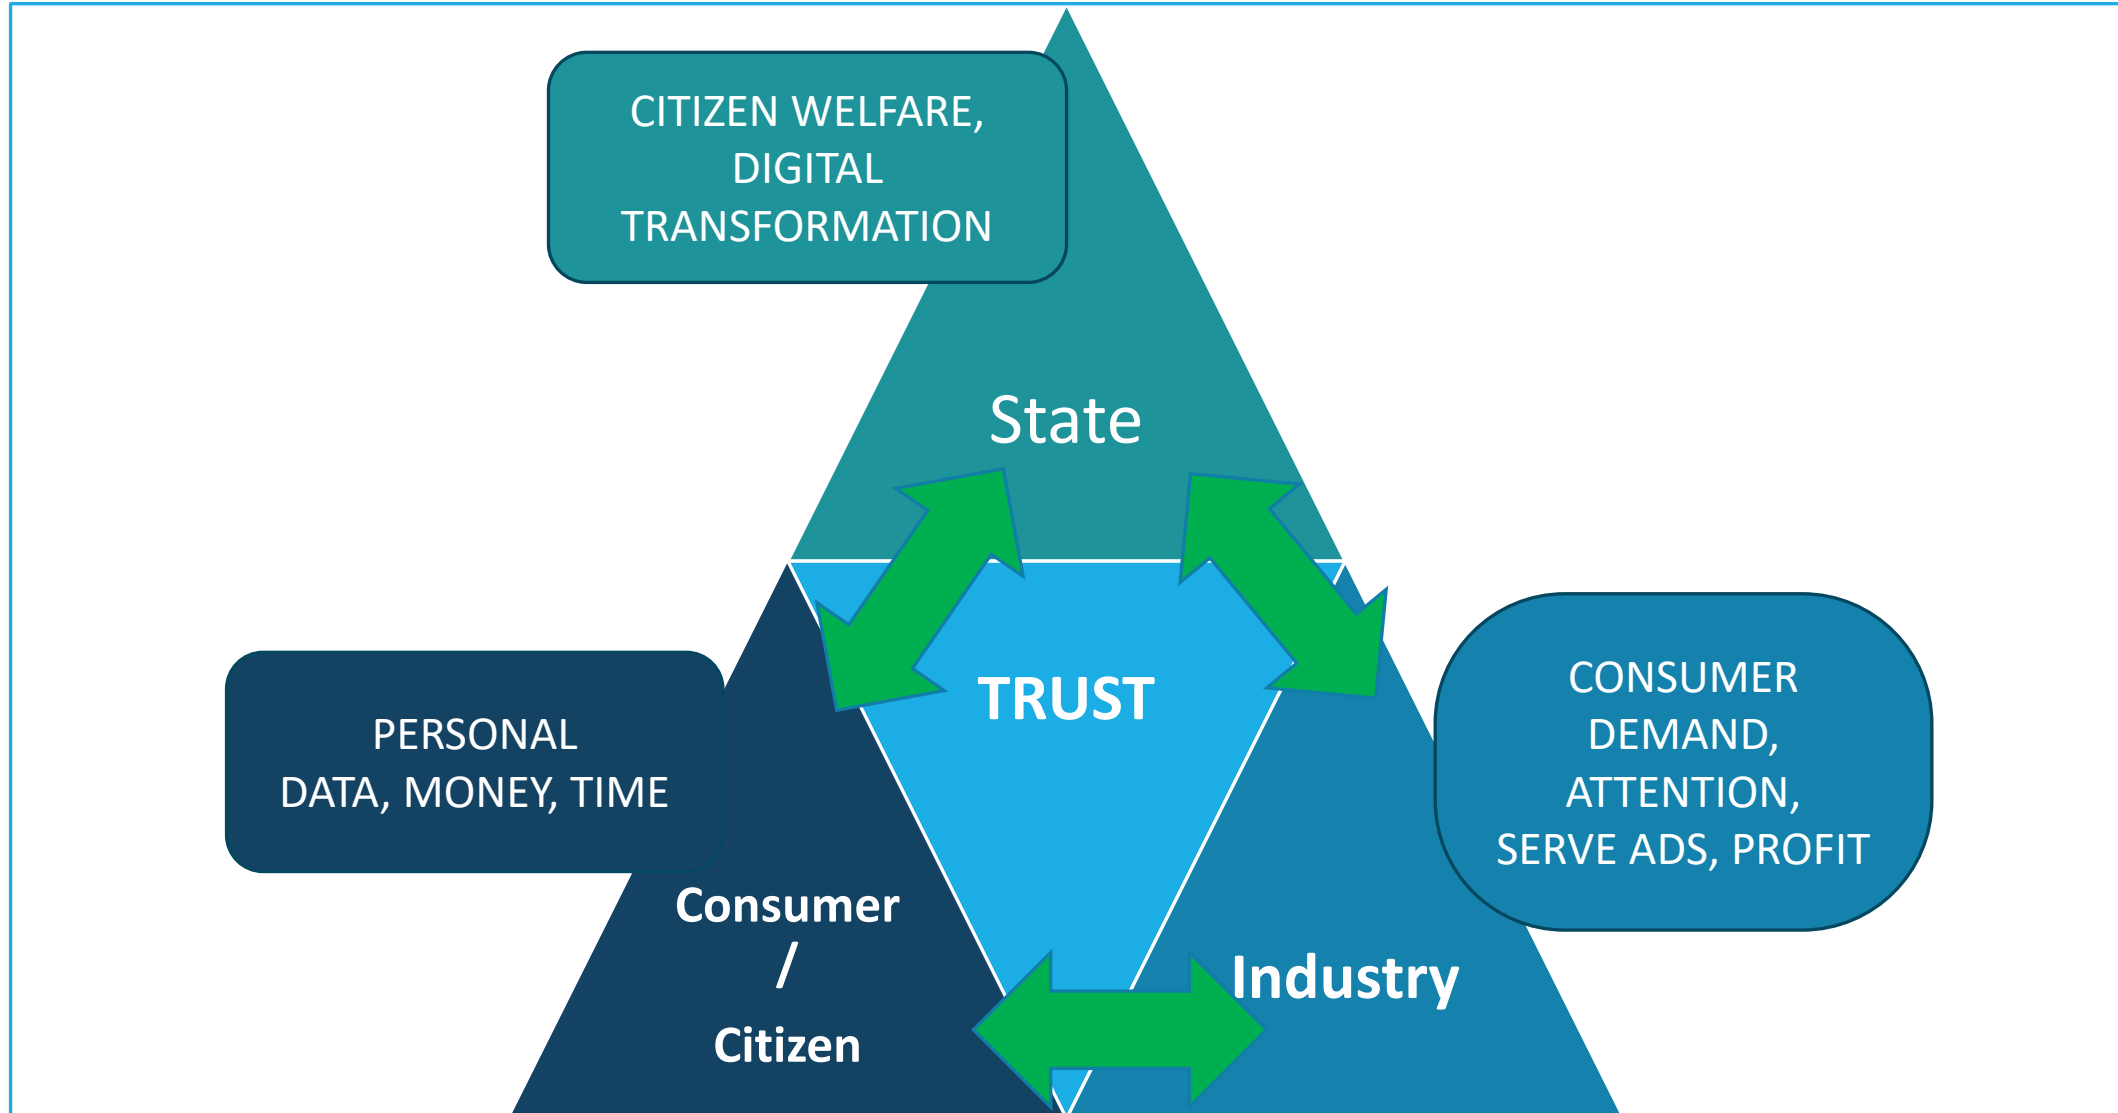 CITIZEN WELFARE,
DIGITAL
TRANSFORMATION
State
TRUST
PERSONAL
DATA, MONEY, TIME
CONSUMER
DEMAND,
ATTENTION,
SERVE ADS, PROFIT
Consumer
/
Citizen
Industry